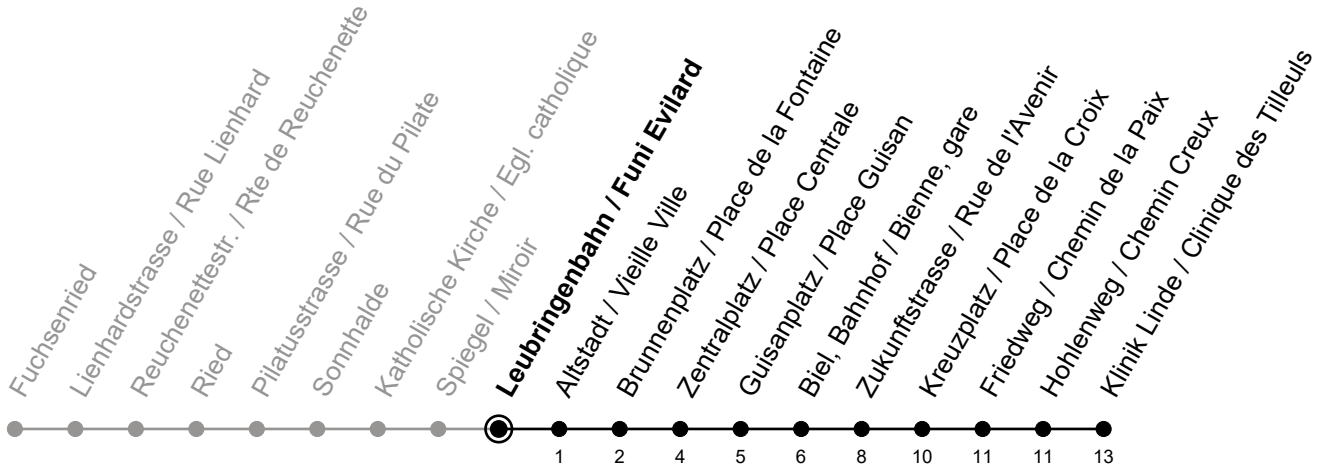 Fuchsenried
Lienhardstrasse / Rue Lienhard
Reuchenettestr. / Rte de Reuchenette
Ried
Pilatusstrasse / Rue du Pilate
Sonnhalde
Katholische Kirche / Egl. catholique
Spiegel / Miroir
Leubringenbahn / Funi Evilard
Altstadt / Vieille Ville
Brunnenplatz / Place de la Fontaine
Zentralplatz / Place Centrale
Guisanplatz / Place Guisan
Biel, Bahnhof / Bienne, gare
Zukunftstrasse / Rue de l'Avenir
Kreuzplatz / Place de la Croix
Friedweg / Chemin de la Paix
Hohlenweg / Chemin Creux
Klinik Linde / Clinique des Tilleuls
1 2 4 5 6 8 10 11 11 13